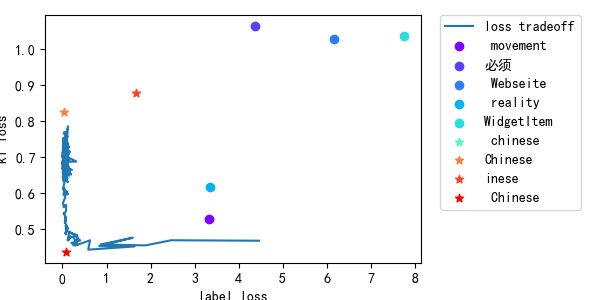 1.0
0.9
0.8
0.7
0.6
0.5
kl loss
0 1 2 3 4 5 6 7 8
label loss
loss tradeoff
movement
必须
Webseite
reality
WidgetItem
chinese
Chinese
inese
Chinese